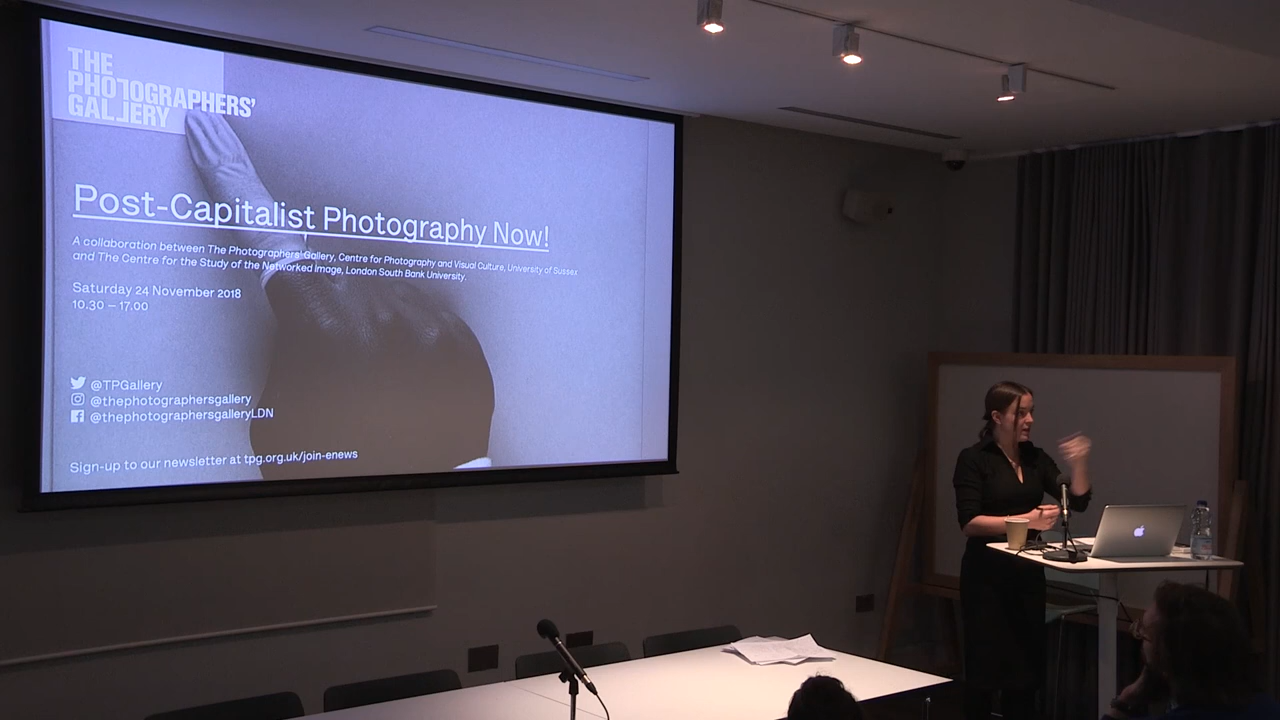 THE
PHOTOGRAPHERS'
GALLERY
Post-Capitalist Photography Now!
A collaboration between The Photographers' Gallery, Centre for Photography and Visual Culture, University of Sussex
and The Centre for the Study of the Networked Image, London South Bank University.
Saturday 24 November 2018
10.30 – 17.00
@TPGallery
@thephotographersgallery
@thephotographersgalleryLDN
Sign-up to our newsletter at tpg.org.uk/join-enews